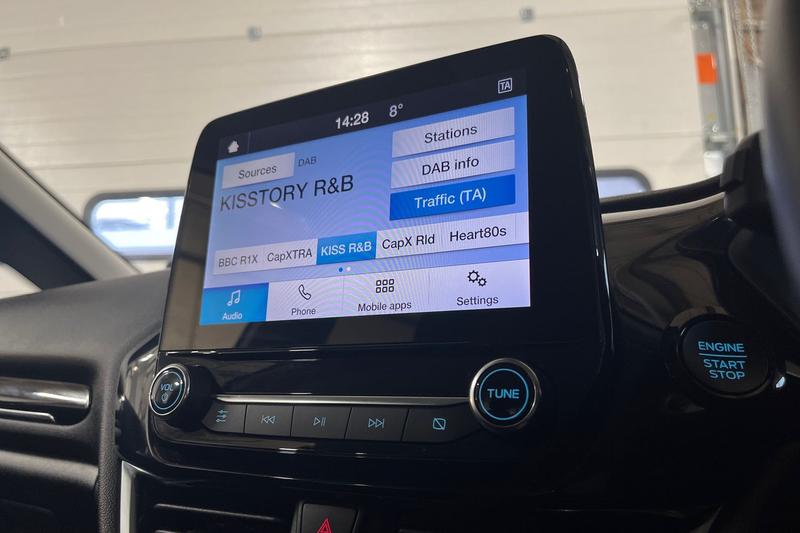 14:28 8° TA
Sources DAB
KISSTORY R&B
Stations
DAB info
Traffic (TA)
BBC R1X CapXTRA KISS R&B CapX Rld Heart80s
Audio Phone Mobile apps Settings
VOL
TUNE
ENGINE
START
STOP